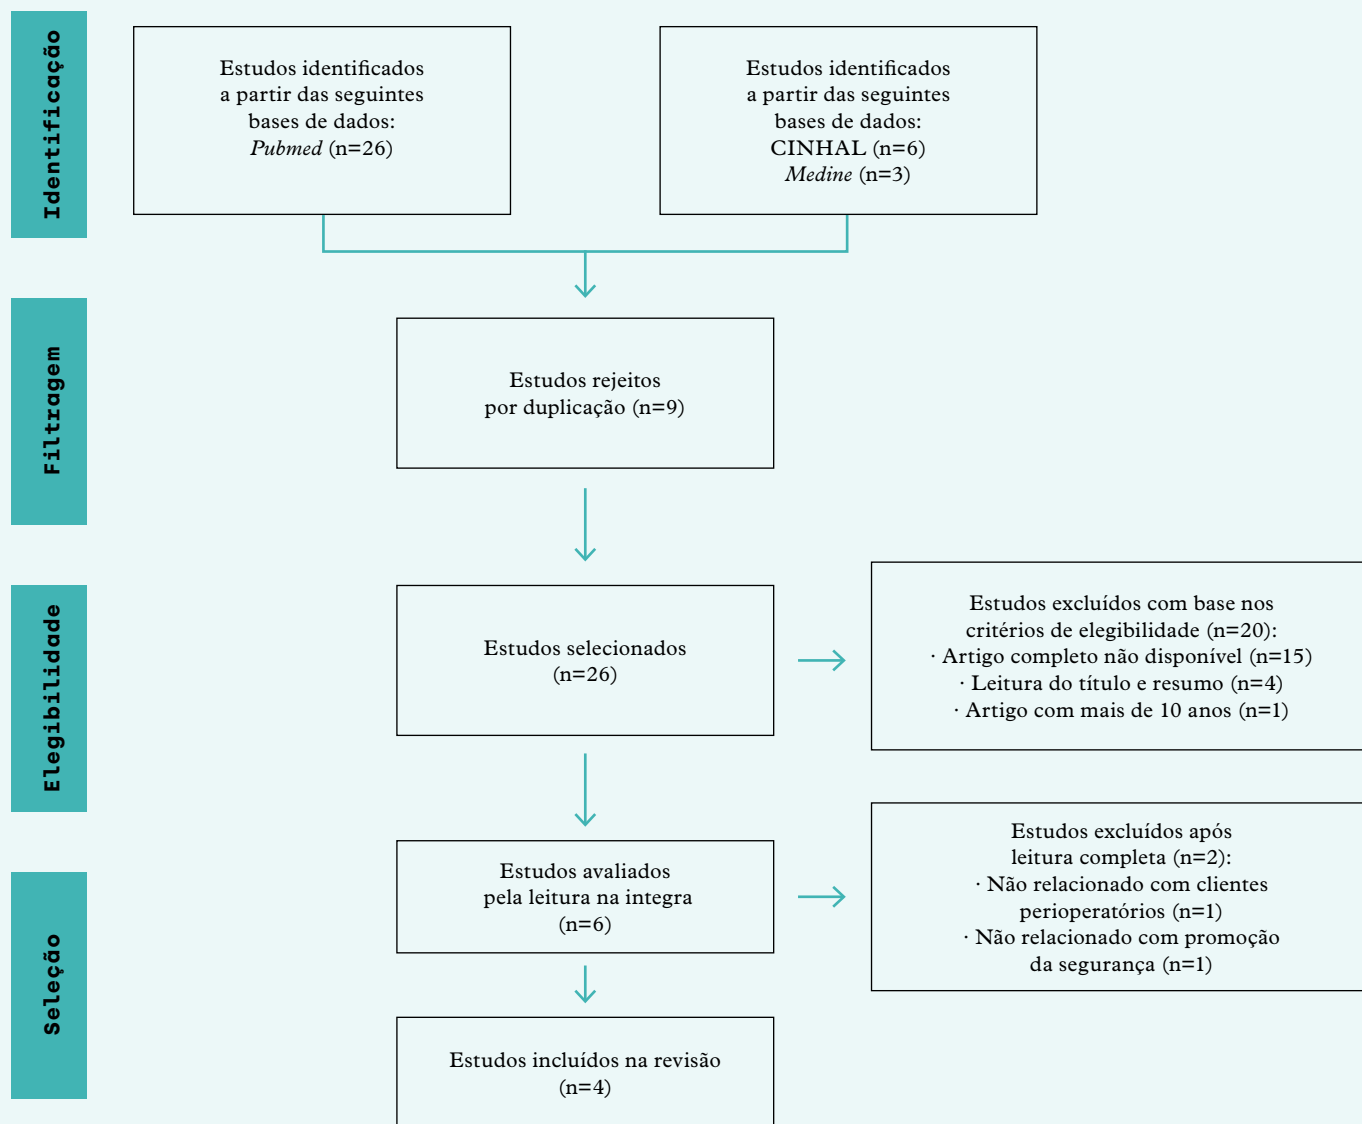 Identificação
Estudos identificados
a partir das seguintes
bases de dados:
Pubmed (n=26)
Estudos identificados
a partir das seguintes
bases de dados:
CINHAL (n=6)
Medine (n=3)
Filtragem
Estudos rejeitos
por duplicação (n=9)
Elegibilidade
Estudos selecionados
(n=26)
Estudos excluídos com base nos
critérios de elegibilidade (n=20):
· Artigo completo não disponível (n=15)
· Leitura do título e resumo (n=4)
· Artigo com mais de 10 anos (n=1)
Seleção
Estudos avaliados
pela leitura na integra
(n=6)
Estudos excluídos após
leitura completa (n=2):
· Não relacionado com clientes
perioperatórios (n=1)
· Não relacionado com promoção
da segurança (n=1)
Estudos incluídos na revisão
(n=4)